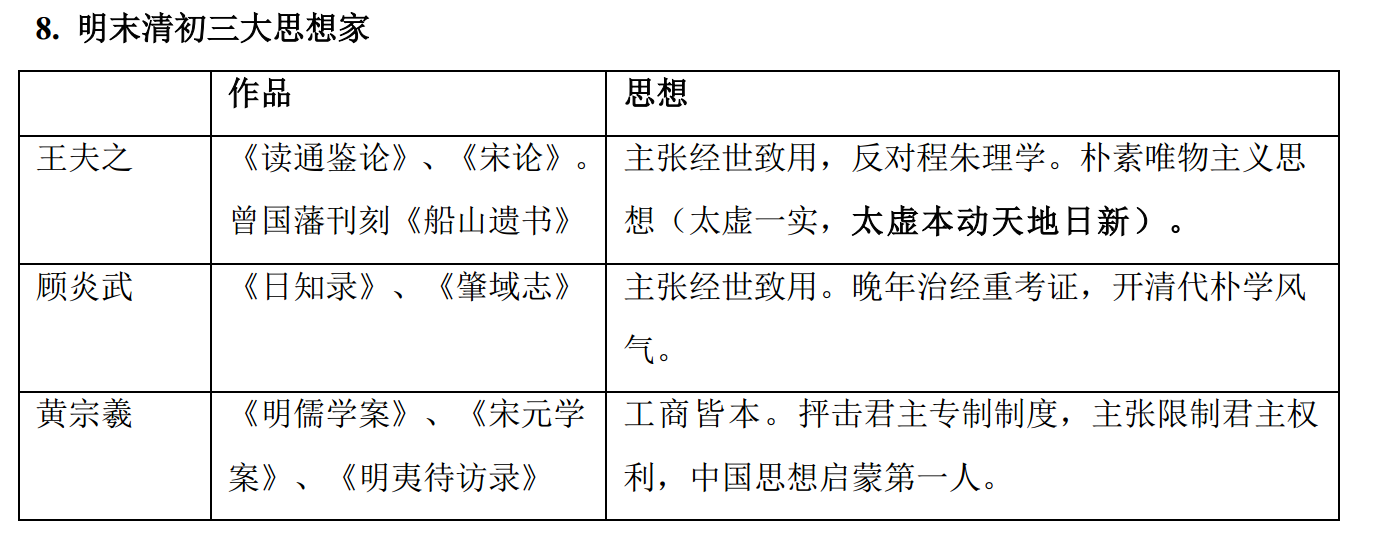 8. 明末清初三大思想家
作品
思想
王夫之
《读通鉴论》、《宋论》。
曾国藩刊刻《船山遗书》
主张经世致用，反对程朱理学。朴素唯物主义思
想（太虚一实，太虚本动天地日新）。
顾炎武
《日知录》、《肇域志》
主张经世致用。晚年治经重考证，开清代朴学风
气。
黄宗羲
《明儒学案》、《宋元学
案》、《明夷待访录》
工商皆本。抨击君主专制制度，主张限制君主权
利，中国思想启蒙第一人。